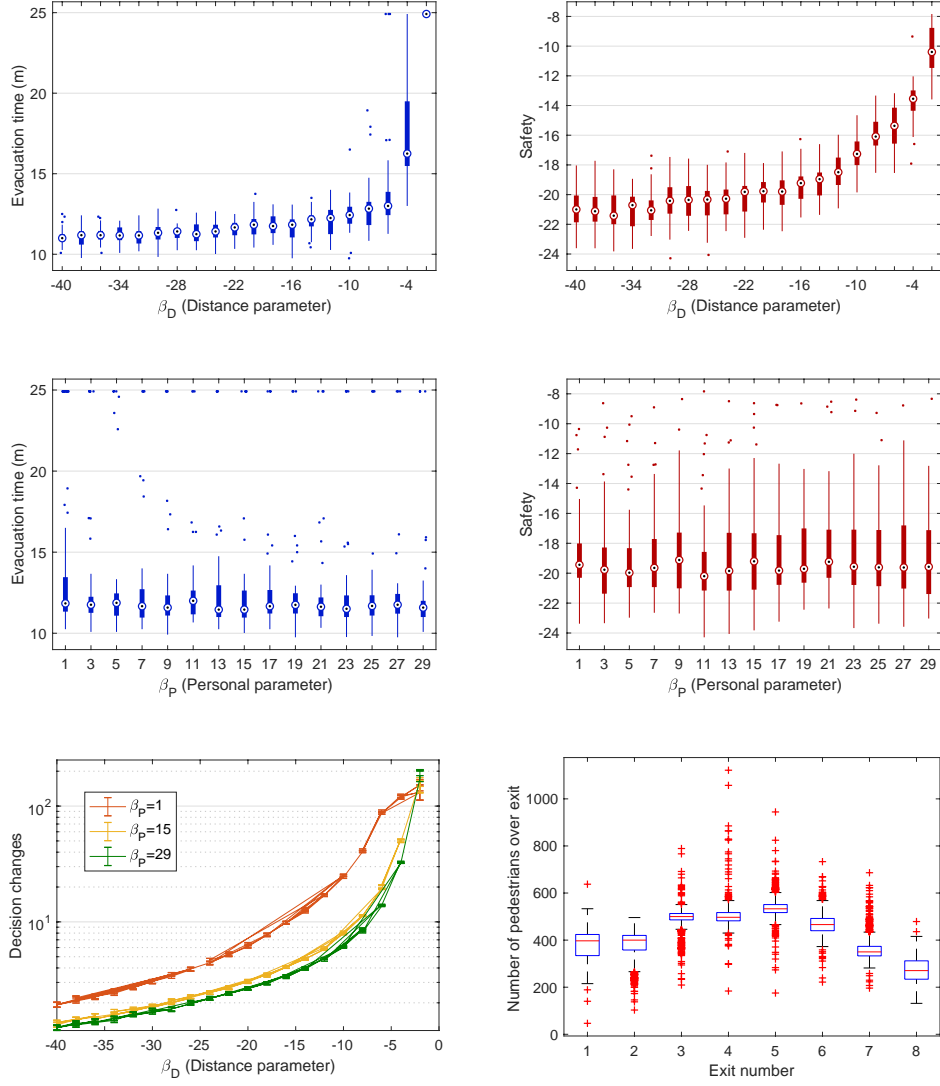 25
20
15
10
Evacuation time (m)
-40 -34 -28 -22 -16 -10 -4
β_D (Distance parameter)
-8
-10
-12
-14
-16
-18
-20
-22
-24
Safety
-40 -34 -28 -22 -16 -10 -4
β_D (Distance parameter)
25
20
15
10
Evacuation time (m)
1 3 5 7 9 11 13 15 17 19 21 23 25 27 29
β_P (Personal parameter)
-8
-10
-12
-14
-16
-18
-20
-22
-24
Safety
1 3 5 7 9 11 13 15 17 19 21 23 25 27 29
β_P (Personal parameter)
10²
10¹
Decision changes
β_P=1
β_P=15
β_P=29
-40 -35 -30 -25 -20 -15 -10 -5 0
β_D (Distance parameter)
1000
800
600
400
200
0
Number of pedestrians over exit
1 2 3 4 5 6 7 8
Exit number